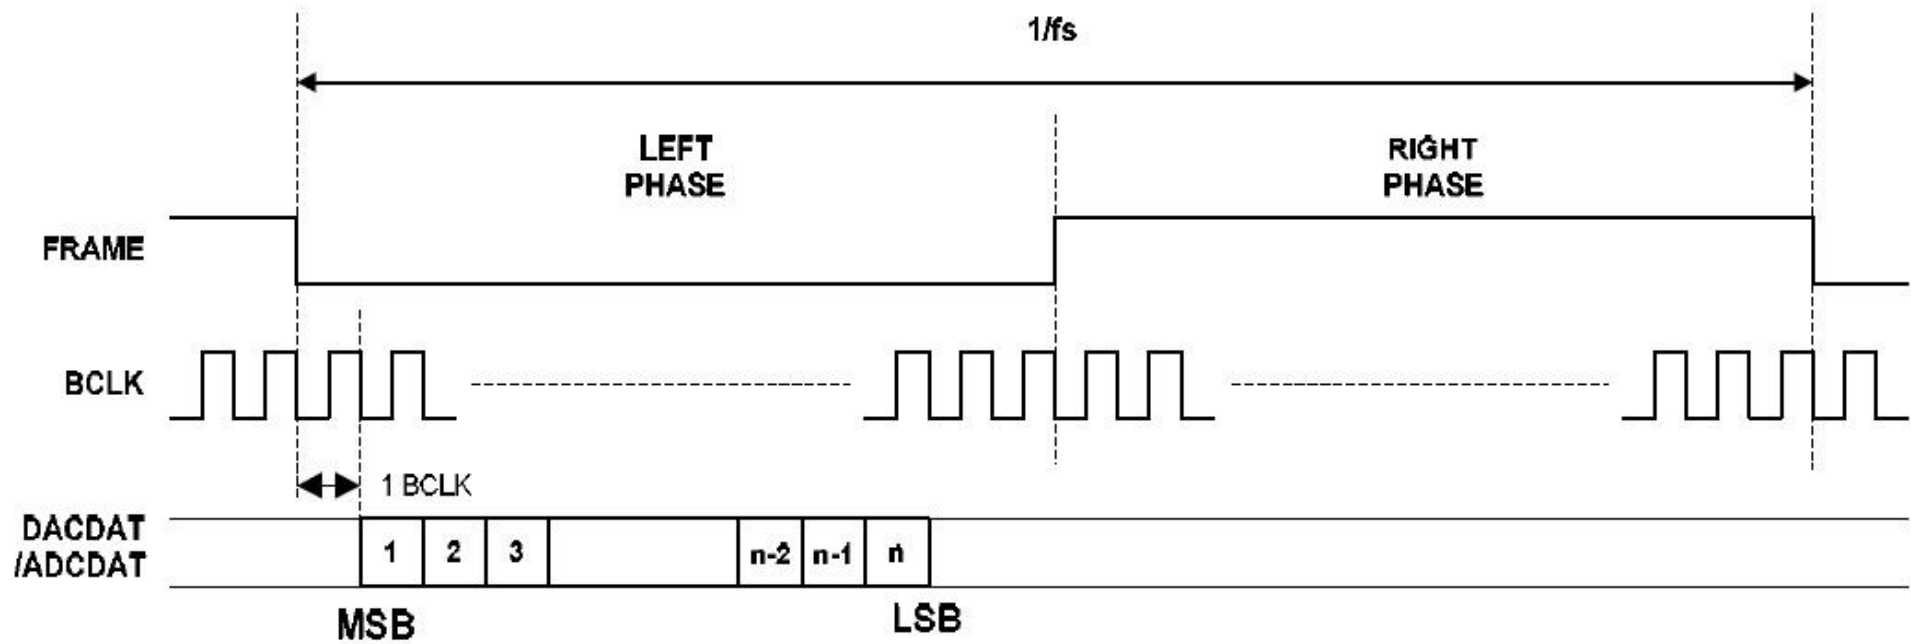 1/fs
LEFT
PHASE
RIGHT
PHASE
FRAME
BCLK
1 BCLK
DACDAT
/ADCDAT
1 2 3 n-2 n-1 n
MSB
LSB